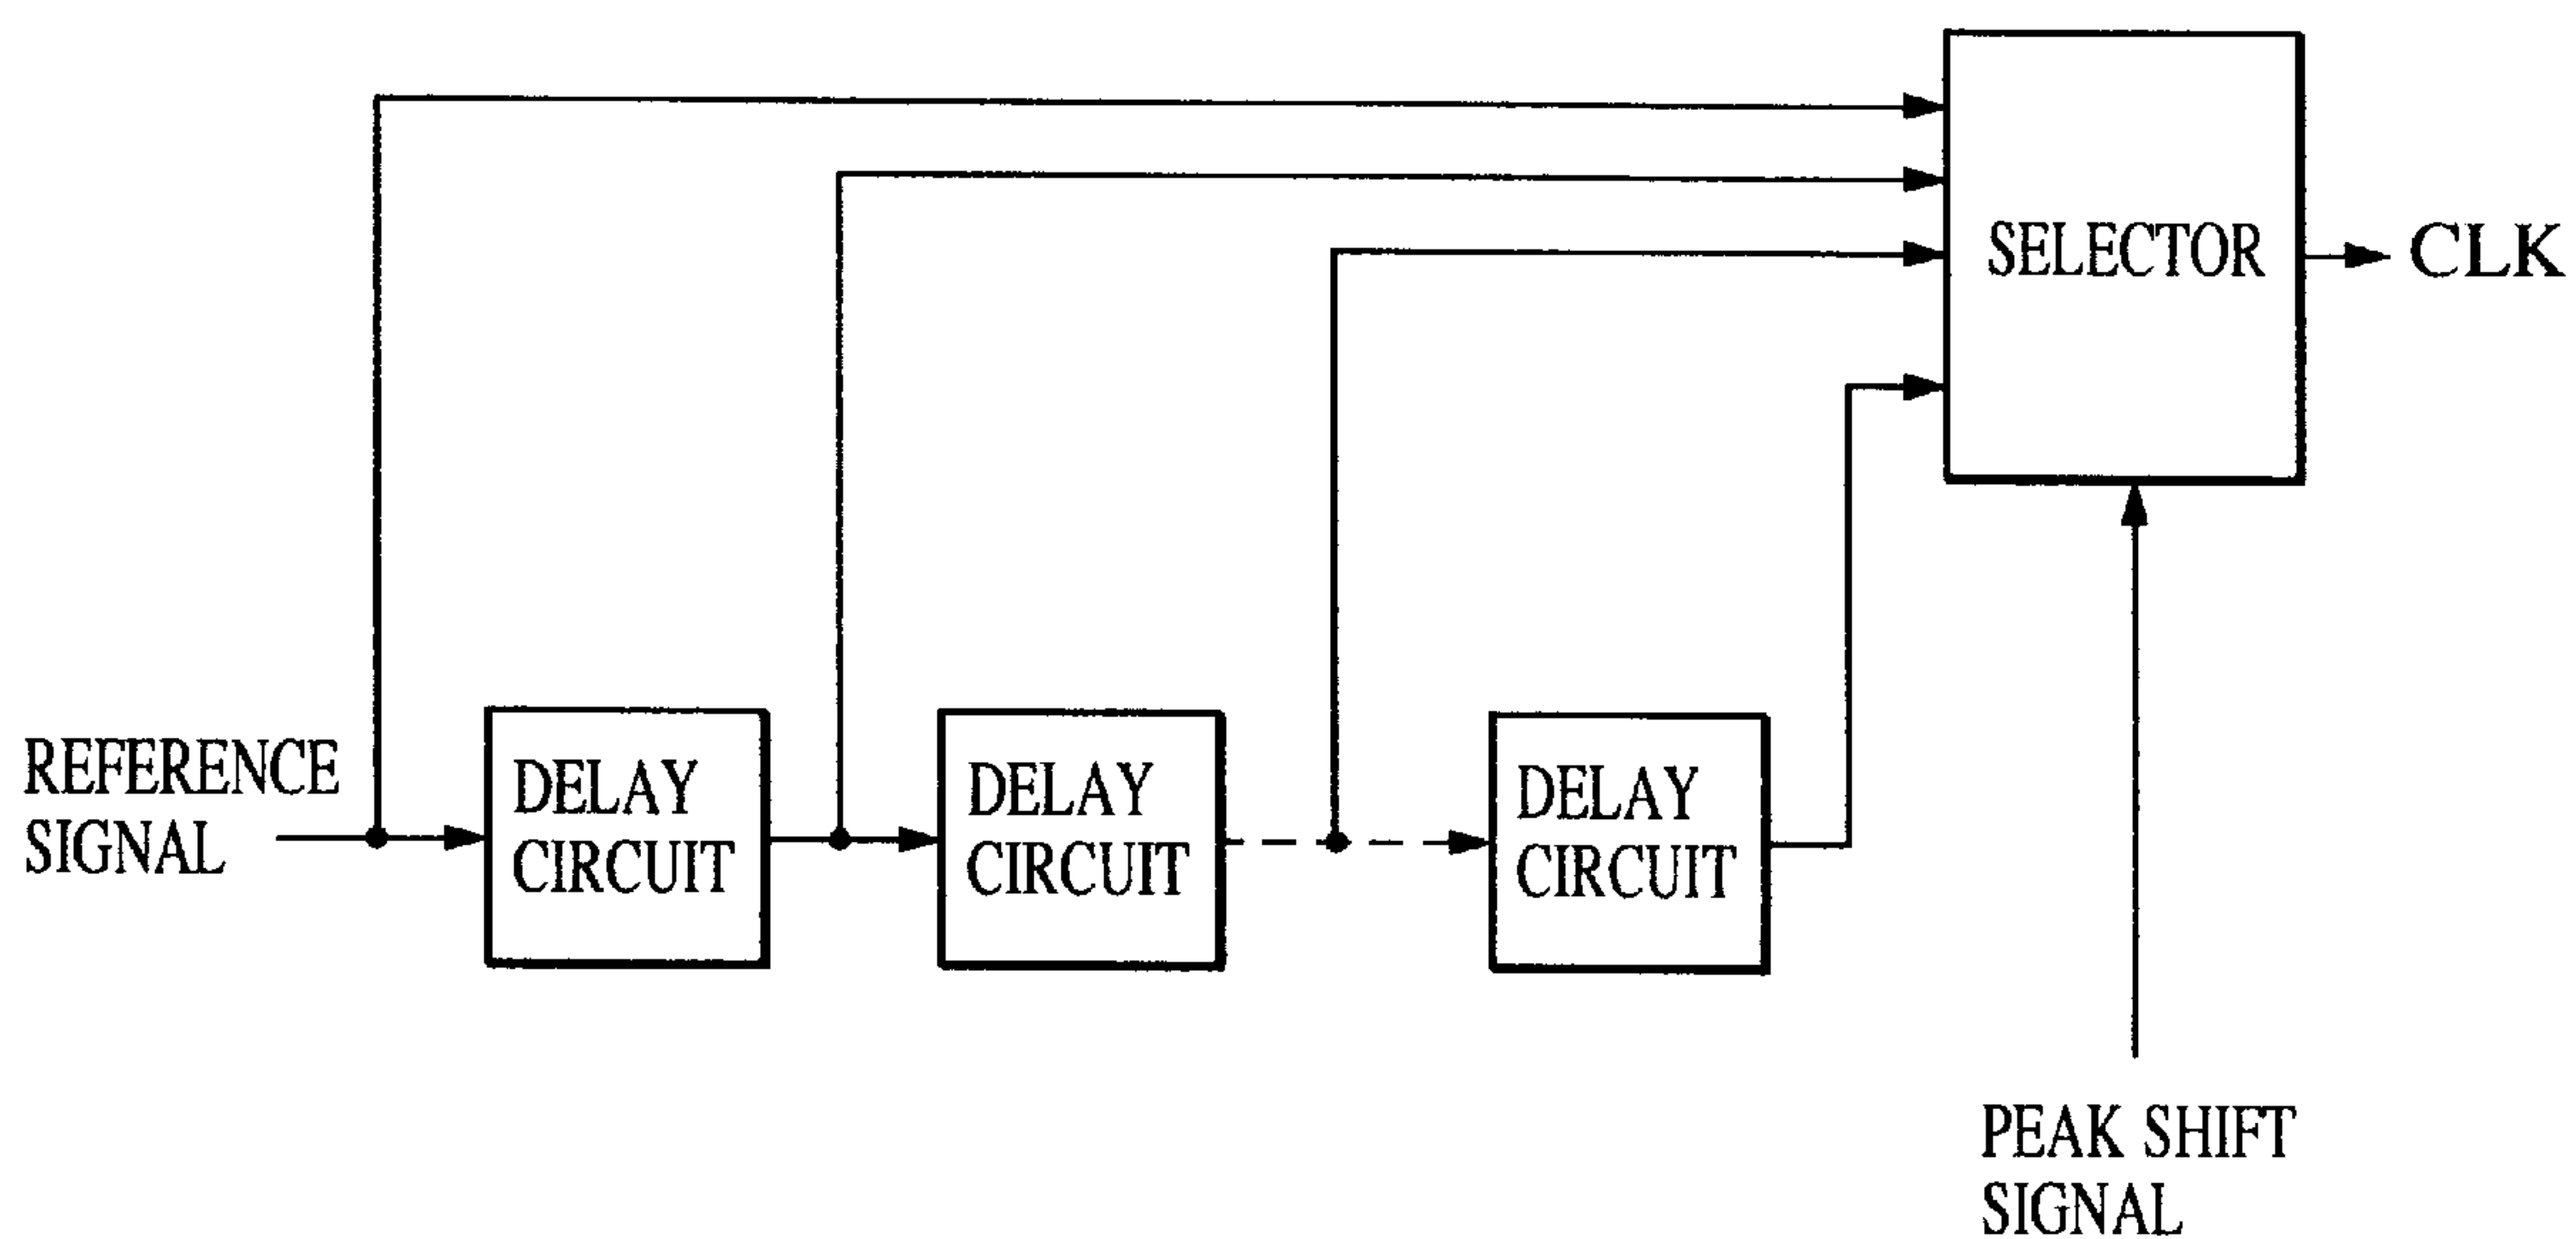 SELECTOR
CLK
REFERENCE
SIGNAL
DELAY
CIRCUIT
DELAY
CIRCUIT
DELAY
CIRCUIT
PEAK SHIFT
SIGNAL